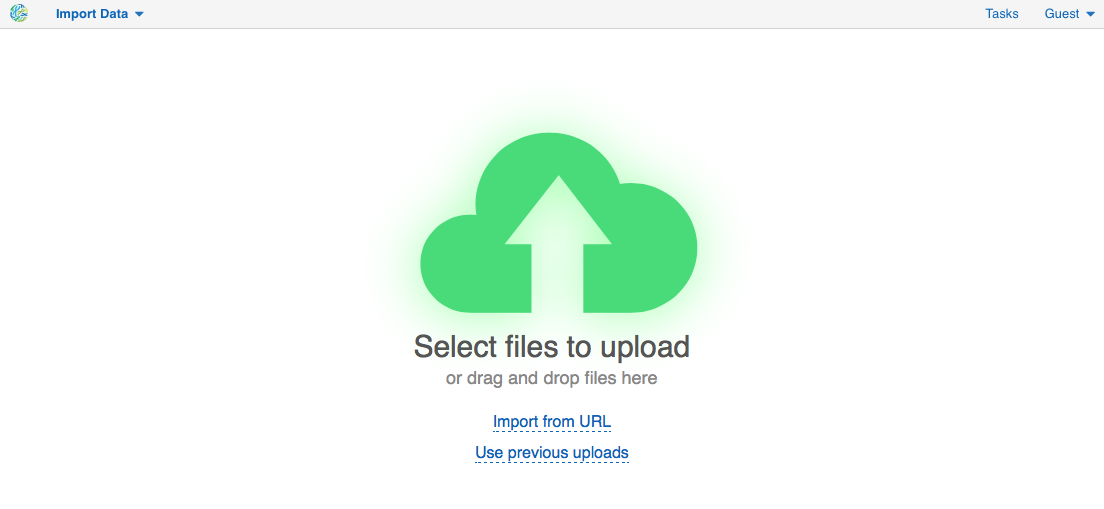 Import Data
Tasks
Guest
Select files to upload
or drag and drop files here
Import from URL
Use previous uploads